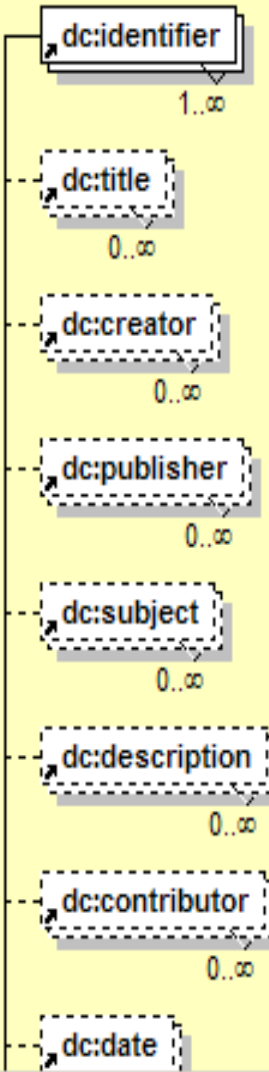 dc:identifier
1..∞
dc:title
0..∞
dc:creator
0..∞
dc:publisher
0..∞
dc:subject
0..∞
dc:description
0..∞
dc:contributor
0..∞
dc:date